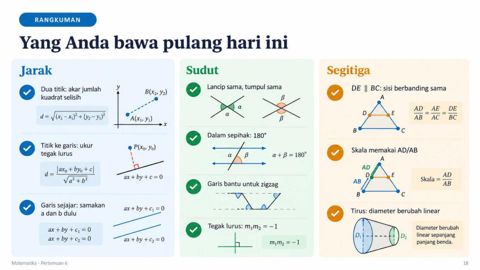 RANGKUMAN
Yang Anda bawa pulang hari ini
Jarak
Dua titik: akar jumlah
kuadrat selisih
d = √(x₁ − x₂)² + (y₁ − y₂)²
y
B(x₂, y₂)
A(x₁, y₁)
x
Titik ke garis: ukur
tegak lurus
d = |ax₀ + by₀ + c| / √a² + b²
P(x₀, y₀)
ax + by + c = 0
Garis sejajar: samakan
a dan b dulu
ax + by + c₁ = 0
ax + by + c₂ = 0
ax + by + c₁ = 0
ax + by + c₂ = 0
Sudut
Lancip sama, tumpul sama
α
α
β
β
Dalam sepihak: 180°
α
β
α + β = 180°
Garis bantu untuk zigzag
Tegak lurus: m₁m₂ = −1
m₁m₂ = −1
Segitiga
DE ∥ BC: sisi berbanding sama
A
D
E
B
C
AD/AB = AE/AC = DE/BC
Skala memakai AD/AB
A
AD
D
E
AB
B
C
Skala = AD/AB
Tirus: diameter berubah linear
D₁
D₂
Diameter berubah
linear sepanjang
panjang benda.
Matematika · Pertemuan 6
18